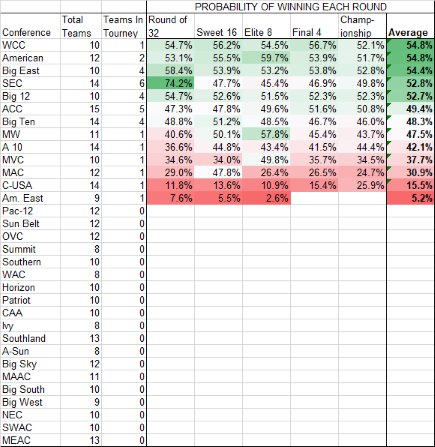 PROBABILITY OF WINNING EACH ROUND
Total Teams In Round of Champ-
Conference Teams Tourney 32 Sweet 16 Elite 8 Final 4 ionship Average
WCC 10 1 54.7% 56.2% 54.5% 56.7% 52.1% 54.8%
American 12 2 53.1% 55.5% 59.7% 53.9% 51.7% 54.8%
Big East 10 4 58.4% 53.9% 53.2% 53.8% 52.8% 54.4%
SEC 14 6 74.2% 47.7% 45.4% 46.9% 49.8% 52.8%
Big 12 10 4 54.7% 52.6% 51.5% 52.3% 52.3% 52.7%
ACC 15 5 47.3% 47.8% 49.6% 51.6% 50.8% 49.4%
Big Ten 14 4 48.8% 51.2% 48.5% 46.7% 46.0% 48.3%
MW 11 1 40.6% 50.1% 57.8% 45.4% 43.7% 47.5%
A 10 14 1 36.6% 44.8% 43.4% 41.5% 44.4% 42.1%
MVC 10 1 34.6% 34.0% 49.8% 35.7% 34.5% 37.7%
MAC 12 1 29.0% 47.8% 26.4% 26.5% 24.7% 30.9%
C-USA 14 1 11.8% 13.6% 10.9% 15.4% 25.9% 15.5%
Am. East 9 1 7.6% 5.5% 2.6% 5.2%
Pac-12 12 0
Sun Belt 12 0
OVC 12 0
Summit 8 0
Southern 10 0
WAC 8 0
Horizon 10 0
Patriot 10 0
CAA 10 0
Ivy 8 0
Southland 13 0
A-Sun 8 0
Big Sky 12 0
MAAC 11 0
Big South 10 0
Big West 9 0
NEC 10 0
SWAC 10 0
MEAC 13 0